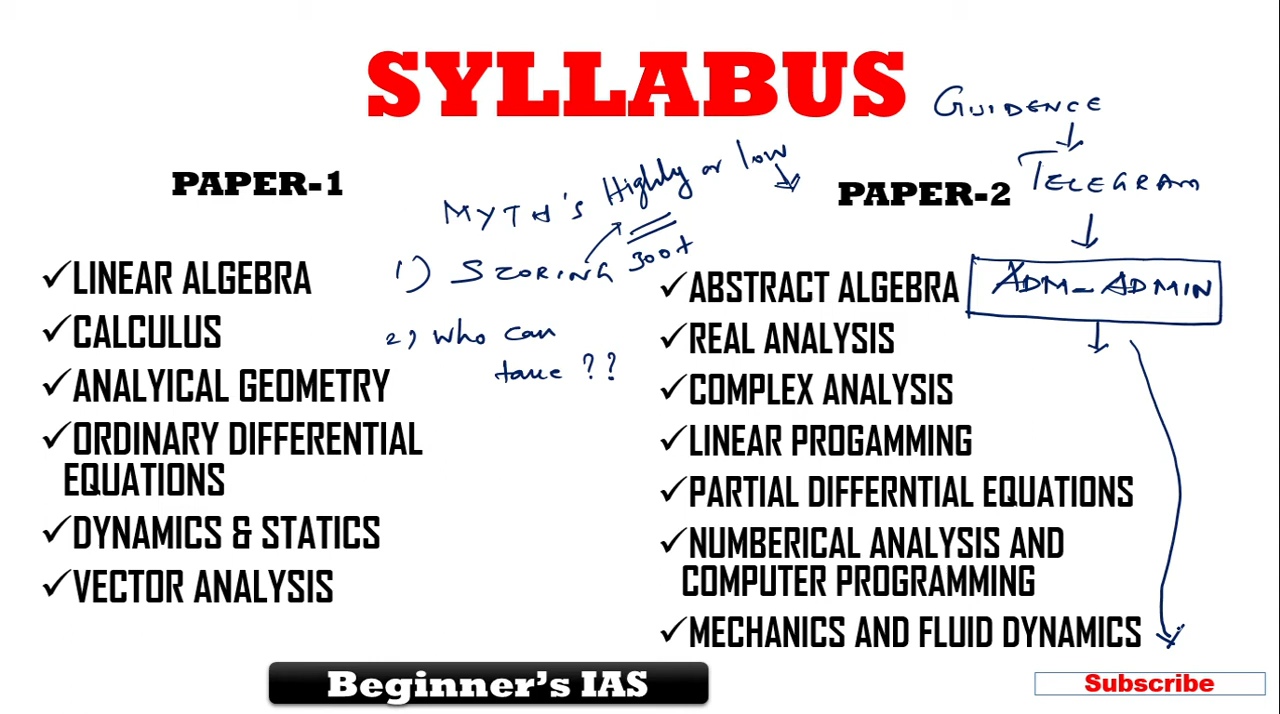 SYLLABUS
GUIDENCE
TELEGRAM
ADM-ADMIN
PAPER-1
MYTH'S Highly or low
1) SCORING 300+
2) who can
take ??
✓LINEAR ALGEBRA
✓CALCULUS
✓ANALYICAL GEOMETRY
✓ORDINARY DIFFERENTIAL
EQUATIONS
✓DYNAMICS & STATICS
✓VECTOR ANALYSIS
PAPER-2
✓ABSTRACT ALGEBRA
✓REAL ANALYSIS
✓COMPLEX ANALYSIS
✓LINEAR PROGAMMING
✓PARTIAL DIFFERNTIAL EQUATIONS
✓NUMBERICAL ANALYSIS AND
COMPUTER PROGRAMMING
✓MECHANICS AND FLUID DYNAMICS
Beginner's IAS
Subscribe